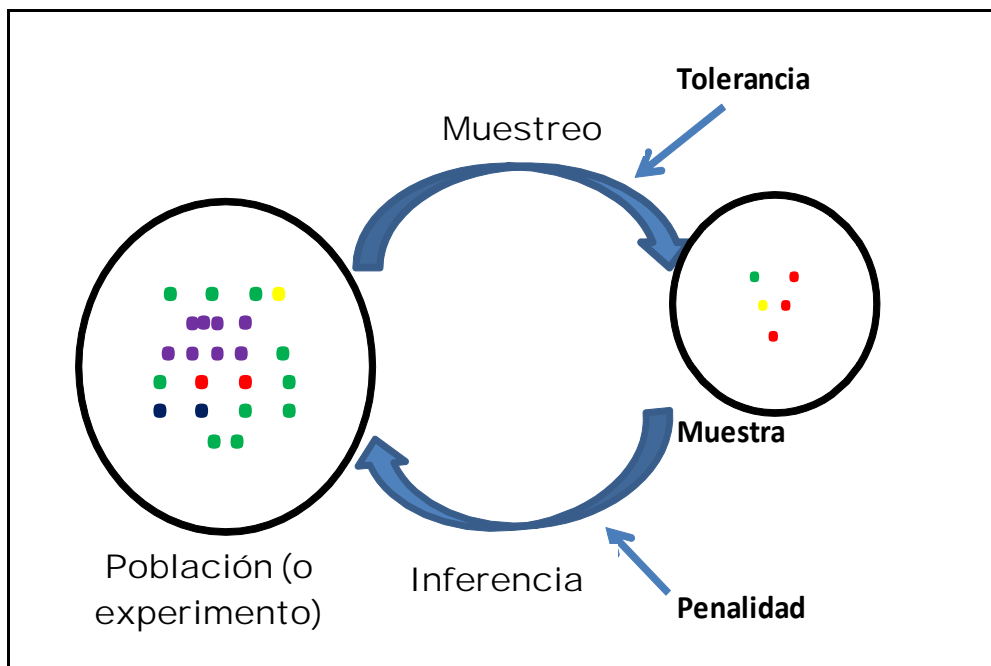 Tolerancia
Muestreo
Muestra
Población (o
experimento)
Inferencia
Penalidad